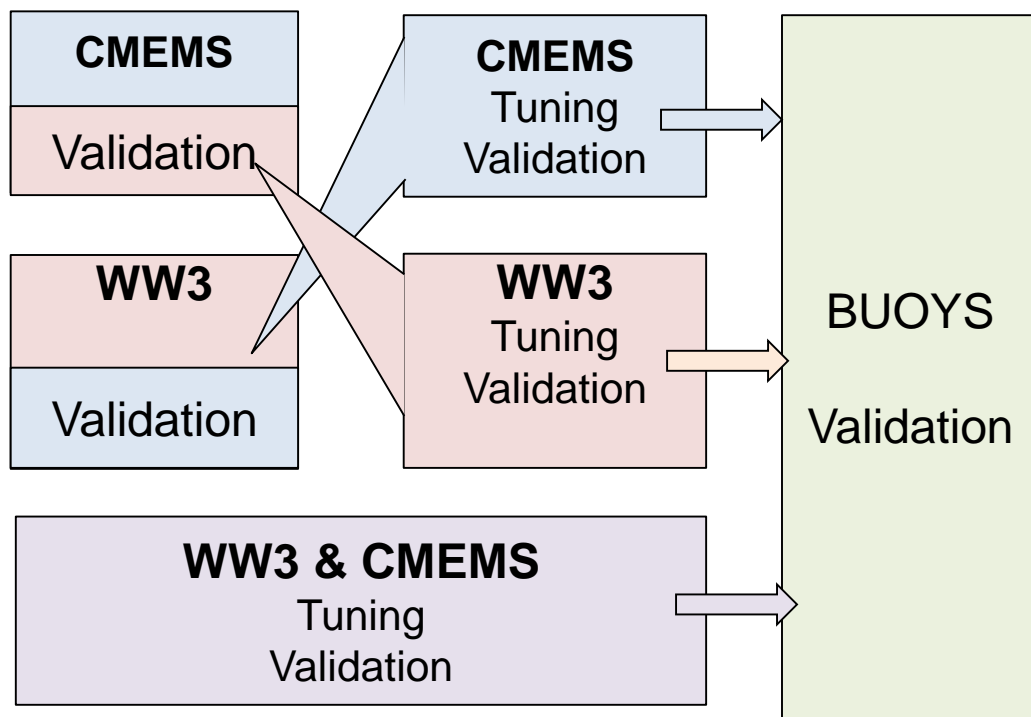 CMEMS
Validation
WW3
Validation
CMEMS
Tuning
Validation
WW3
Tuning
Validation
WW3 & CMEMS
Tuning
Validation
BUOYS
Validation